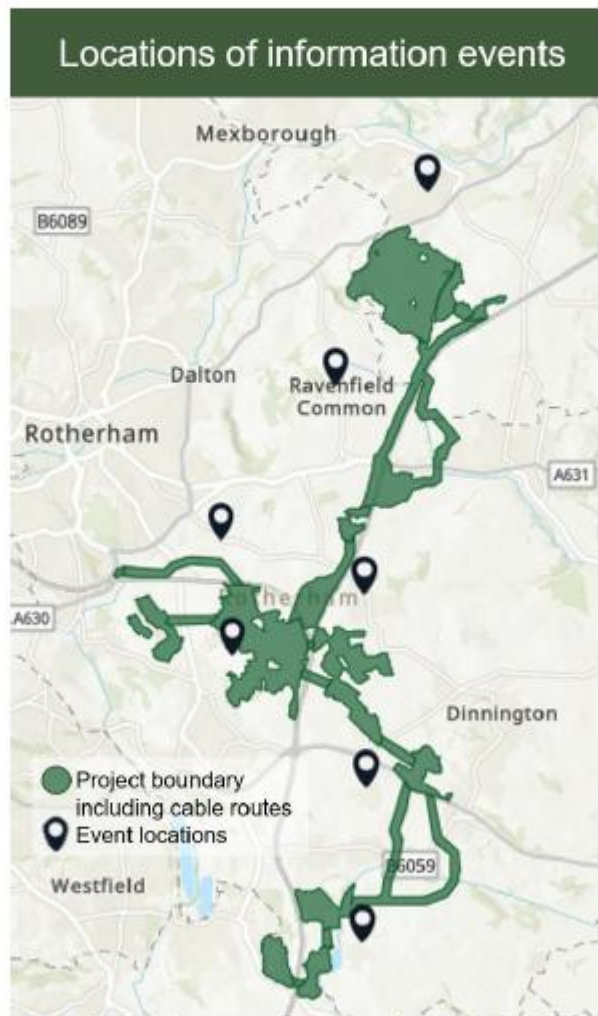 Locations of information events
Mexborough
B6089
Dalton
Ravenfield
Common
Rotherham
A631
Rotherham
A630
Dinnington
Project boundary
including cable routes
Event locations
B6059
Westfield